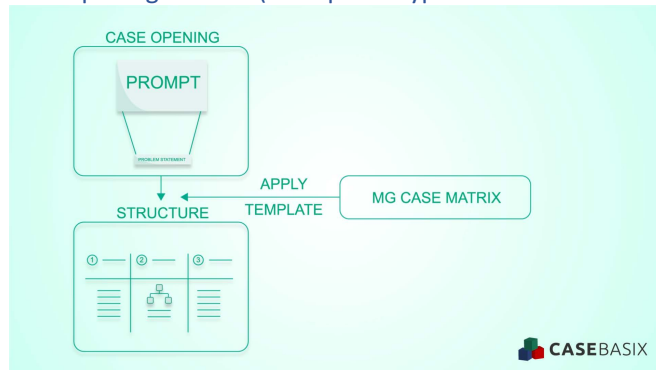 CASE OPENING
PROMPT
PROBLEM STATEMENT
APPLY
TEMPLATE
MG CASE MATRIX
STRUCTURE
1
2
3
CASEBASIX